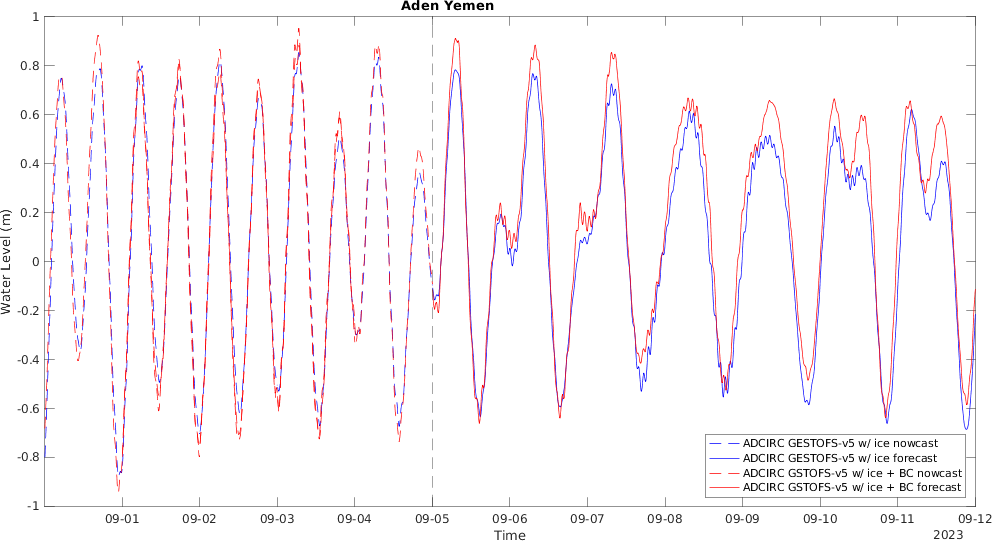 Aden Yemen
1
0.8
0.6
0.4
0.2
0
-0.2
-0.4
-0.6
-0.8
-1
Water Level (m)
09-01 09-02 09-03 09-04 09-05 09-06 09-07 09-08 09-09 09-10 09-11 09-12
Time
2023
ADCIRC GESTOFS-v5 w/ ice nowcast
ADCIRC GESTOFS-v5 w/ ice forecast
ADCIRC GSTOFS-v5 w/ ice + BC nowcast
ADCIRC GSTOFS-v5 w/ ice + BC forecast